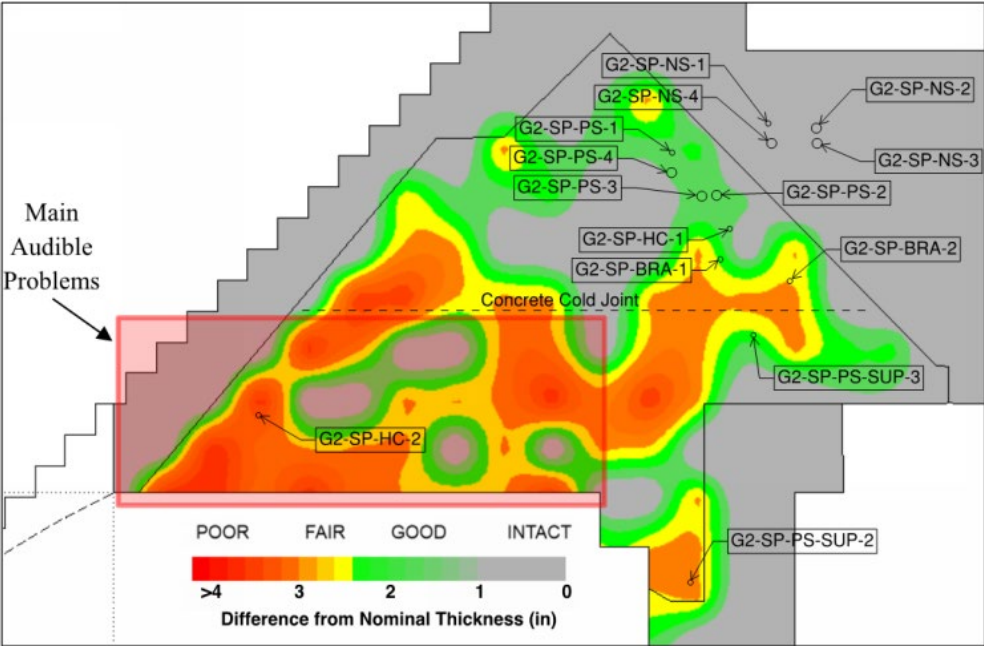 G2-SP-NS-1
G2-SP-NS-2
G2-SP-NS-4
G2-SP-PS-1
G2-SP-NS-3
G2-SP-PS-4
G2-SP-PS-3
G2-SP-PS-2
Main
Audible
Problems
G2-SP-HC-1
G2-SP-BRA-2
G2-SP-BRA-1
Concrete Cold Joint
G2-SP-PS-SUP-3
G2-SP-HC-2
POOR FAIR GOOD INTACT
G2-SP-PS-SUP-2
>4 3 2 1 0
Difference from Nominal Thickness (in)